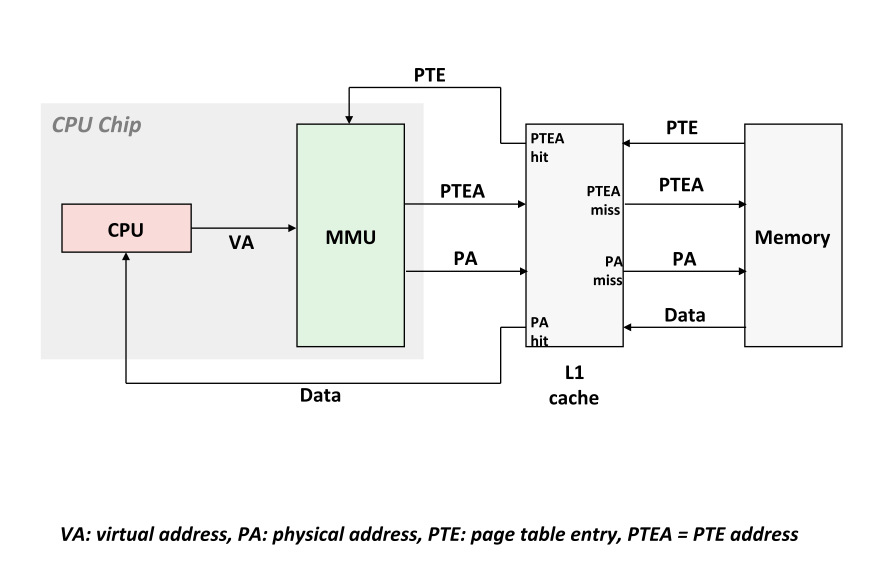 PTE
CPU Chip
PTEA
hit
PTE
PTEA
PTEA
miss
PTEA
CPU
VA
MMU
Memory
PA
PA
miss
PA
PA
hit
Data
Data
L1
cache
VA: virtual address, PA: physical address, PTE: page table entry, PTEA = PTE address